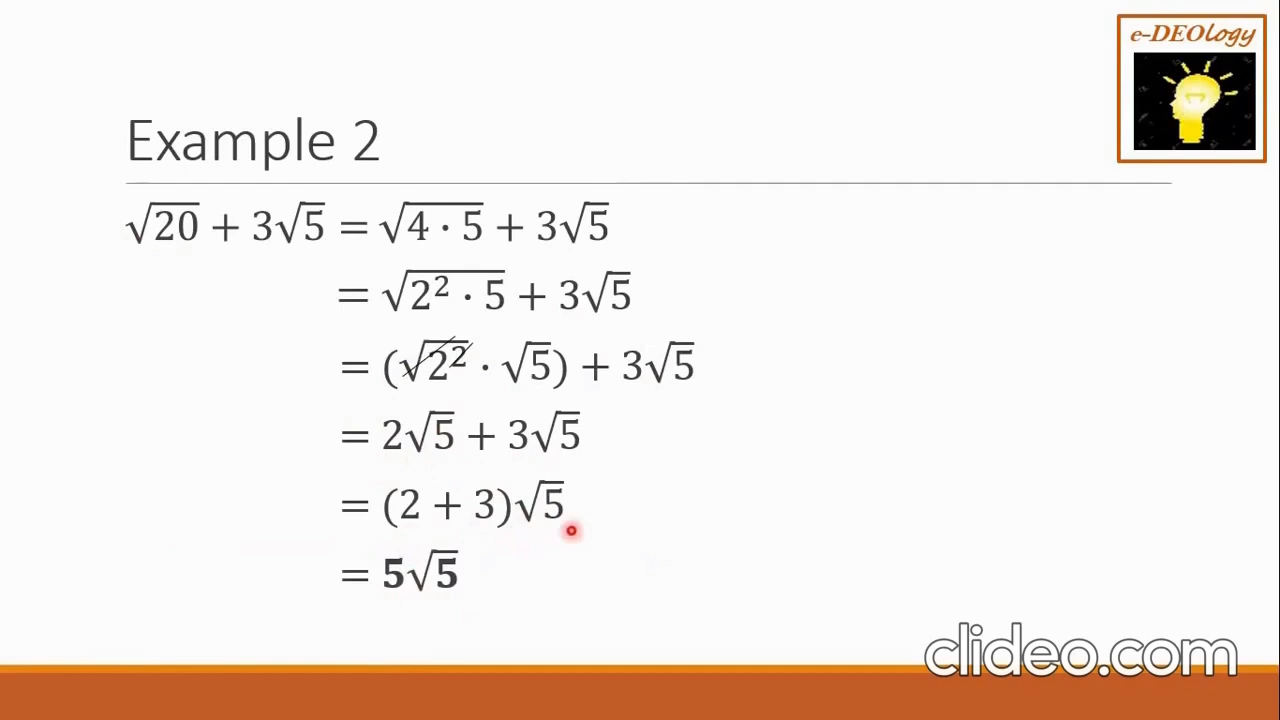 e-DEOlogy
Example 2
√20 + 3√5 = √4 · 5 + 3√5
= √2² · 5 + 3√5
= (√2² · √5) + 3√5
= 2√5 + 3√5
= (2 + 3)√5
= 5√5
clideo.com